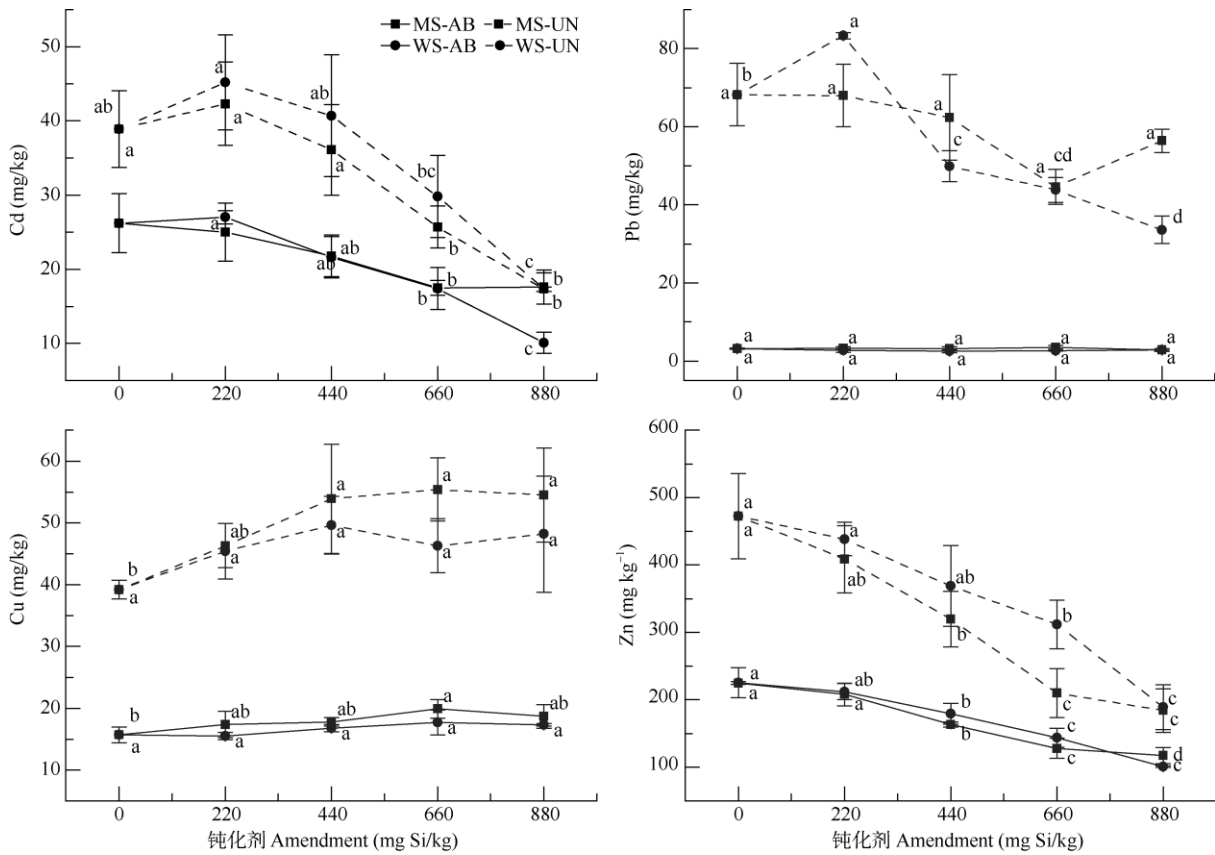 MS-AB MS-UN
WS-AB WS-UN
Cd (mg/kg)
50
40
30
20
10
ab
a
a
a
ab
a
bc
b
c
b
b
a
ab
ab
b
b
c
0 220 440 660 880
Pb (mg/kg)
80
60
40
20
0
b
a
a
a
a
c
cd
a
a
d
a a a a a
a a a a a
0 220 440 660 880
Cu (mg/kg)
60
50
40
30
20
10
b
a
ab
a
a
a
a
a
a
a
b ab ab a ab
a a a a a
0 220 440 660 880
钝化剂 Amendment (mg Si/kg)
Zn (mg kg⁻¹)
600
500
400
300
200
100
a
a
a
ab
ab
b
b
c
c
c
a
a
ab
b
b
c
c
d
c
0 220 440 660 880
钝化剂 Amendment (mg Si/kg)